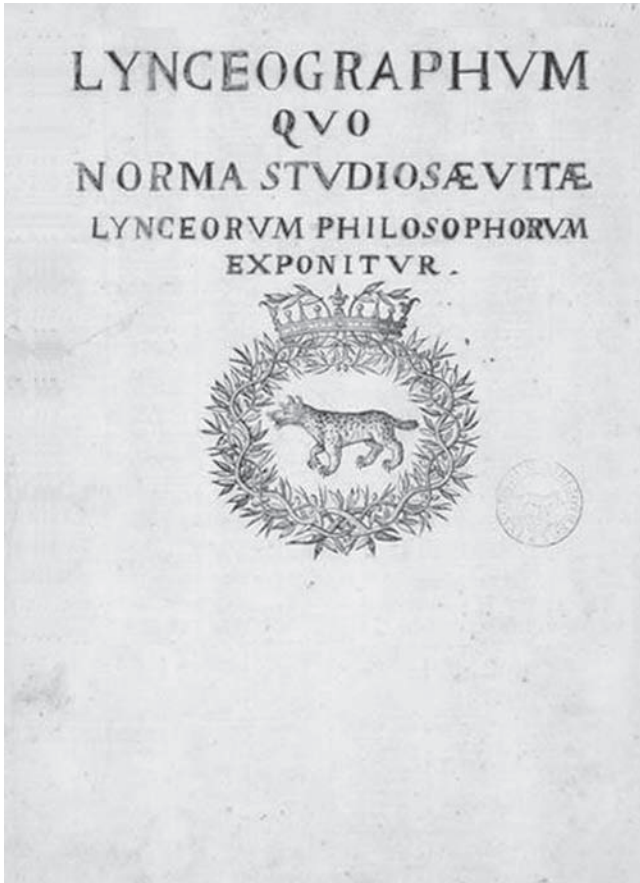 LYNCEOGRAPHVM
QVO
NORMA STVDIOSÆ VITÆ
LYNCEORVM PHILOSOPHORVM
EXPONITVR.